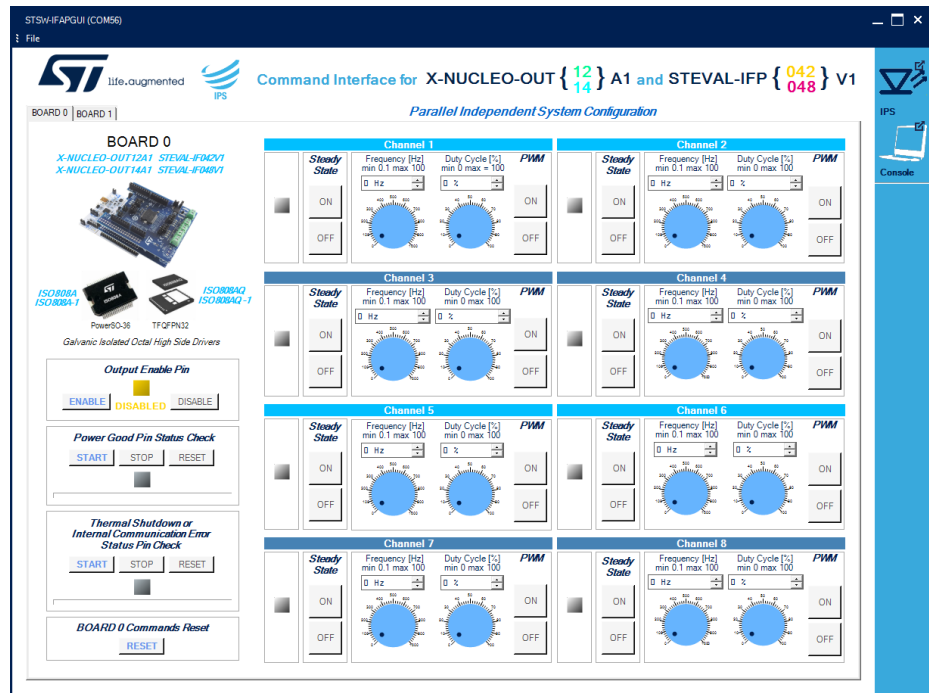 STSW-IFAPGUI (COM56)
File
life.augmented
IPS
Command Interface for X-NUCLEO-OUT { 12 14 } A1 and STEVAL-IFP { 042 048 } V1
IPS
Console
BOARD 0 BOARD 1
Parallel Independent System Configuration
BOARD 0
X-NUCLEO-OUT12A1 STEVAL-IF042V1
X-NUCLEO-OUT14A1 STEVAL-IF048V1
ISO808A
ISO808A-1
ISO808AQ
ISO808AQ -1
PowerSO-36 TFQFPN32
Galvanic Isolated Octal High Side Drivers
Output Enable Pin
ENABLE DISABLED DISABLE
Power Good Pin Status Check
START STOP RESET
Thermal Shutdown or
Internal Communication Error
Status Pin Check
START STOP RESET
BOARD 0 Commands Reset
RESET
Channel 1
Steady State
Frequency [Hz]
min 0.1 max 100
Duty Cycle [%]
min 0 max = 100
PWM
0 Hz
0 %
ON
OFF
ON
OFF
Channel 2
Steady State
Frequency [Hz]
min 0.1 max 100
Duty Cycle [%]
min 0 max 100
PWM
0 Hz
0 %
ON
OFF
ON
OFF
Channel 3
Steady State
Frequency [Hz]
min 0.1 max 100
Duty Cycle [%]
min 0 max 100
PWM
0 Hz
0 %
ON
OFF
ON
OFF
Channel 4
Steady State
Frequency [Hz]
min 0.1 max 100
Duty Cycle [%]
min 0 max 100
PWM
0 Hz
0 %
ON
OFF
ON
OFF
Channel 5
Steady State
Frequency [Hz]
min 0.1 max 100
Duty Cycle [%]
min 0 max 100
PWM
0 Hz
0 %
ON
OFF
ON
OFF
Channel 6
Steady State
Frequency [Hz]
min 0.1 max 100
Duty Cycle [%]
min 0 max 100
PWM
0 Hz
0 %
ON
OFF
ON
OFF
Channel 7
Steady State
Frequency [Hz]
min 0.1 max 100
Duty Cycle [%]
min 0 max 100
PWM
0 Hz
0 %
ON
OFF
ON
OFF
Channel 8
Steady State
Frequency [Hz]
min 0.1 max 100
Duty Cycle [%]
min 0 max 100
PWM
0 Hz
0 %
ON
OFF
ON
OFF